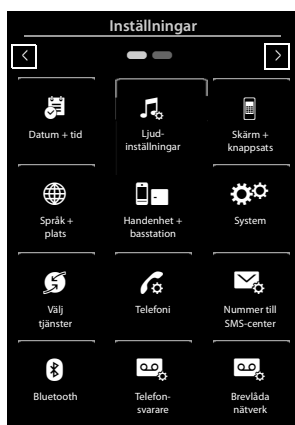 Inställningar
Datum + tid
Ljud-
inställningar
Skärm +
knappsats
Språk +
plats
Handenhet +
basstation
System
Välj
tjänster
Telefoni
Nummer till
SMS-center
Bluetooth
Telefon-
svarare
Brevlåda
nätverk